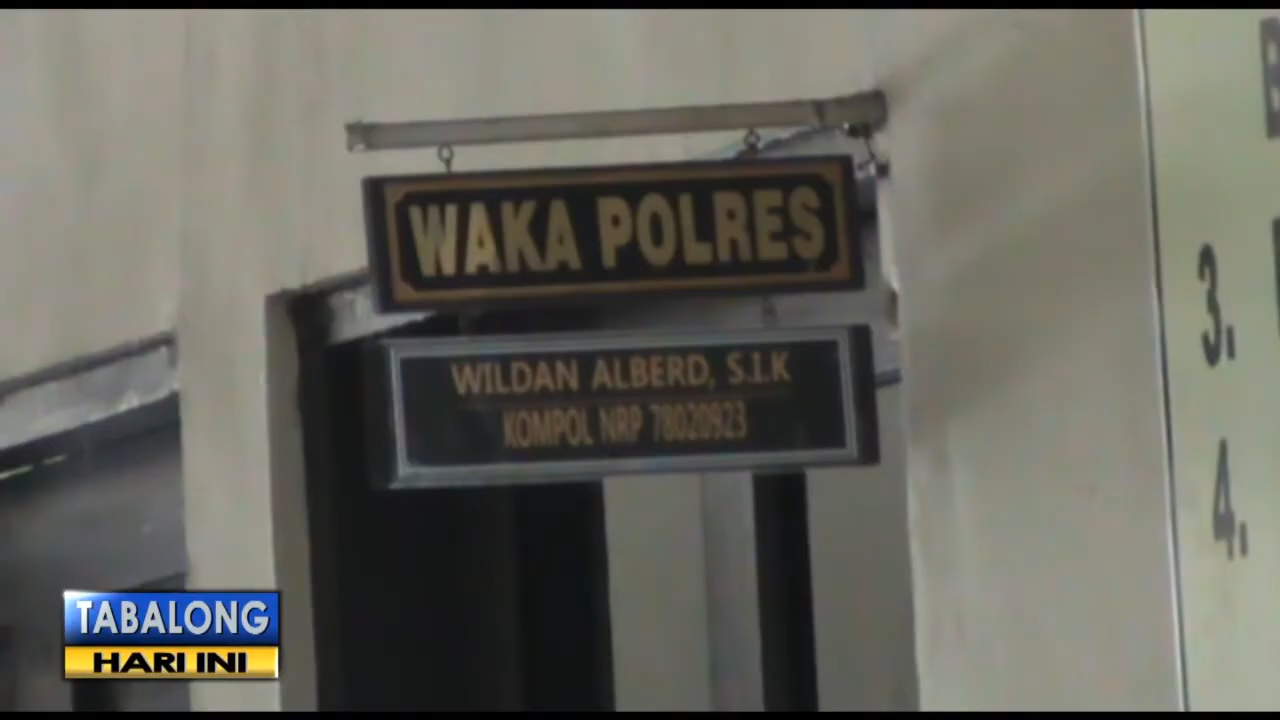 WAKA POLRES
WILDAN ALBERD, S.I.K
KOMPOL NRP 78020923
3.
4.
TABALONG
HARI INI